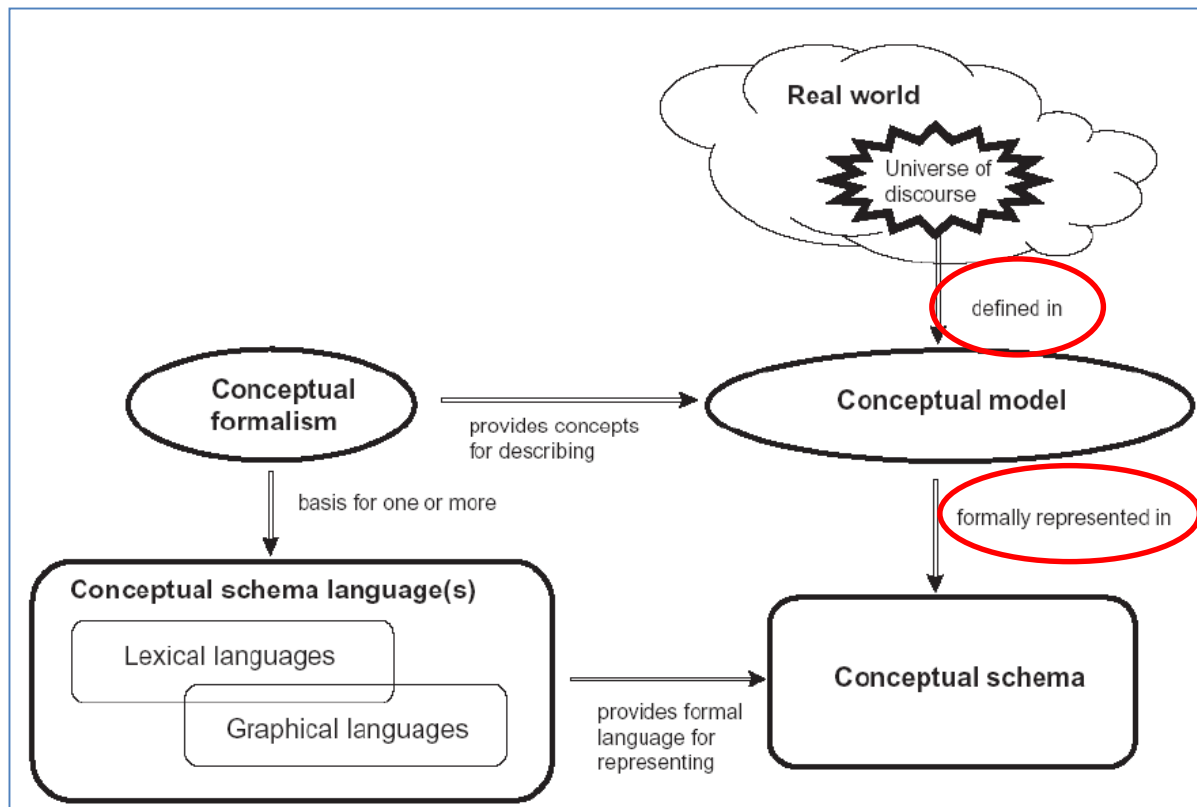 Real world
Universe of
discourse
defined in
Conceptual
formalism
provides concepts
for describing
Conceptual model
basis for one or more
formally represented in
Conceptual schema language(s)
Lexical languages
Graphical languages
provides formal
language for
representing
Conceptual schema